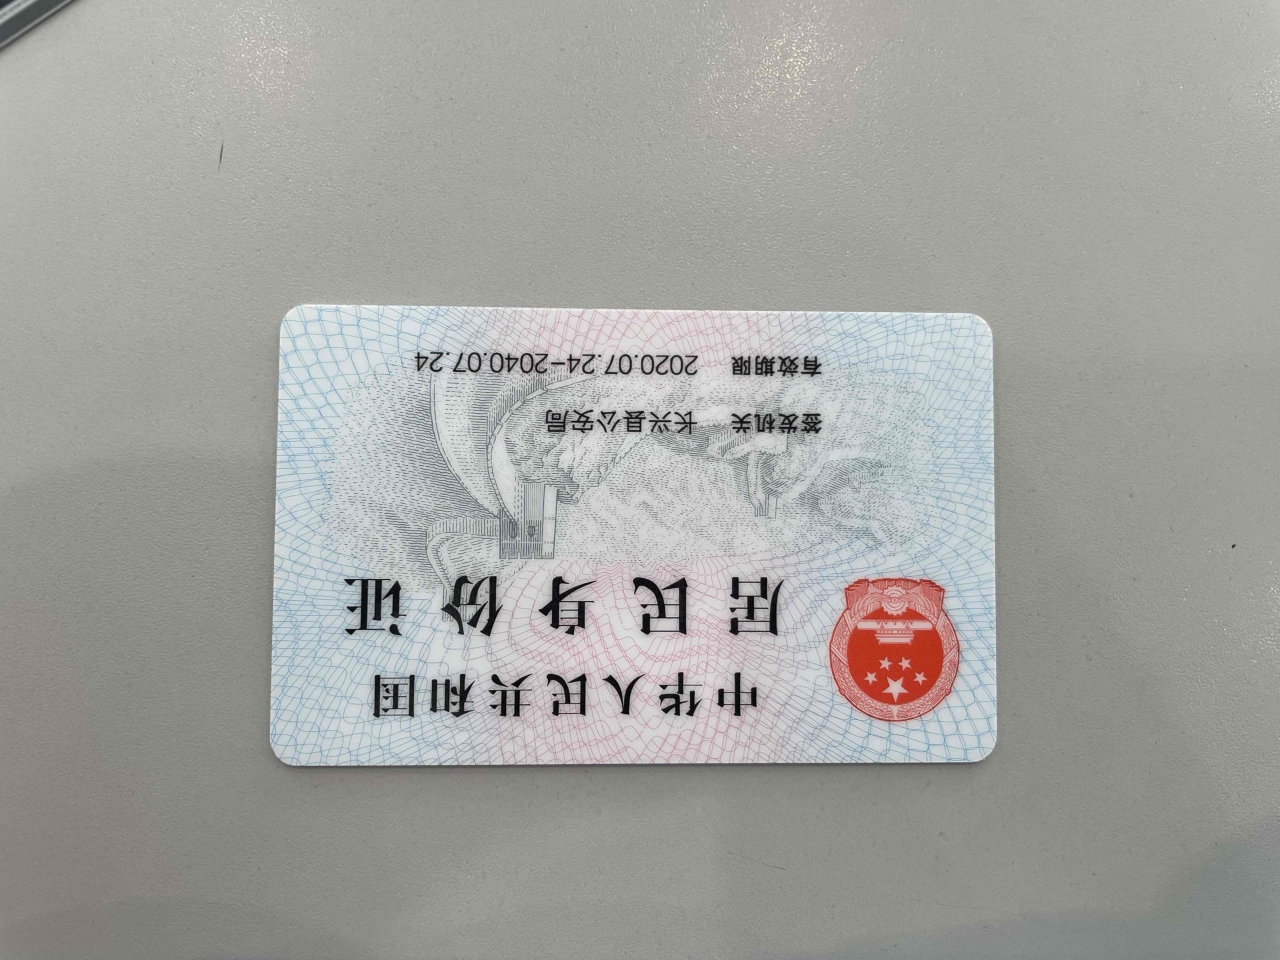 中华人民共和国
居民身份证
签发机关 长兴县公安局
有效期限 2020.07.24-2040.07.24